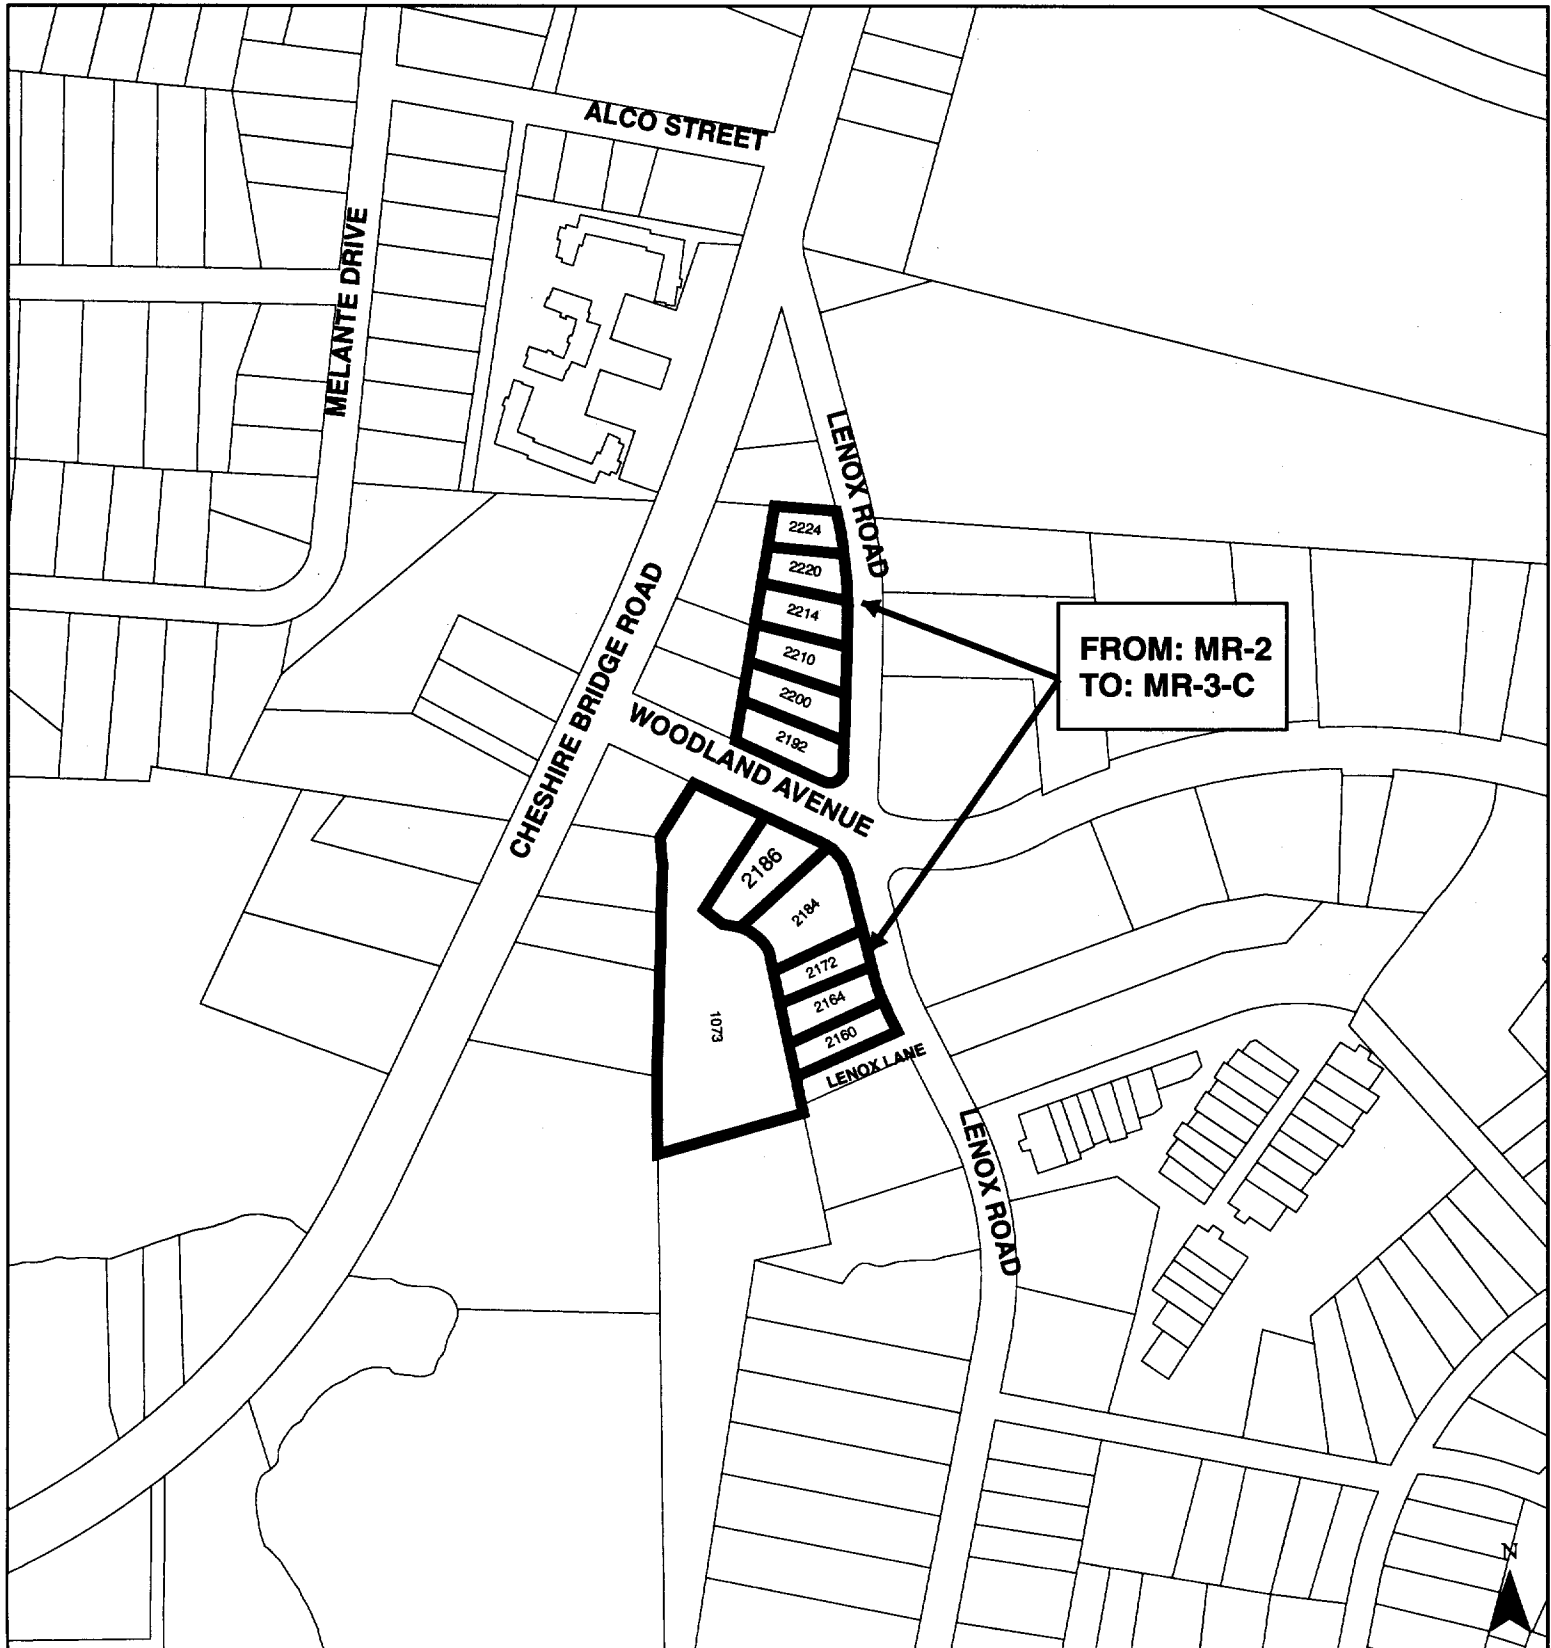 ALCO STREET
MELANTE DRIVE
LENOX ROAD
2224
2220
2214
2210
2200
2192
FROM: MR-2
TO: MR-3-C
CHESHIRE BRIDGE ROAD
WOODLAND AVENUE
2186
2184
2172
2164
2160
1073
LENOX LANE
LENOX ROAD
N